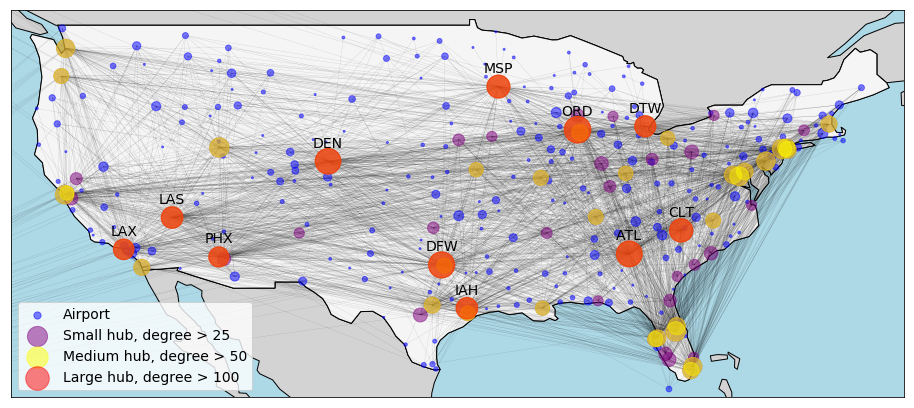 MSP
ORD
DTW
DEN
LAS
CLT
LAX
PHX
ATL
DFW
IAH
Airport
Small hub, degree > 25
Medium hub, degree > 50
Large hub, degree > 100